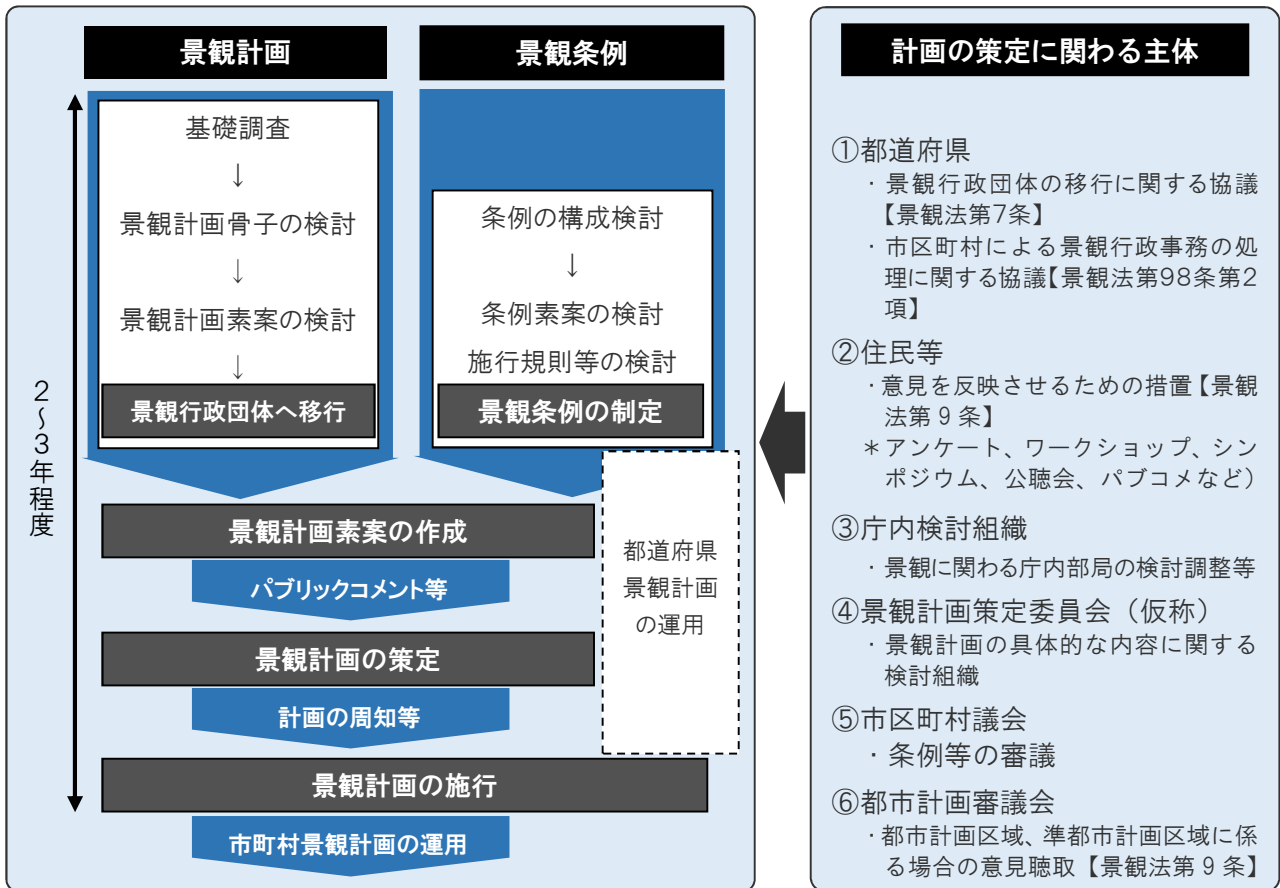 景観計画
景観条例
2～3年程度
基礎調査
↓
景観計画骨子の検討
↓
景観計画素案の検討
↓
景観行政団体へ移行
条例の構成検討
↓
条例素案の検討
施行規則等の検討
景観条例の制定
景観計画素案の作成
パブリックコメント等
景観計画の策定
計画の周知等
景観計画の施行
市町村景観計画の運用
都道府県
景観計画
の運用
計画の策定に関わる主体
①都道府県
・景観行政団体の移行に関する協議
【景観法第7条】
・市区町村による景観行政事務の処
理に関する協議【景観法第98条第2
項】
②住民等
・意見を反映させるための措置【景観
法第 9 条】
＊アンケート、ワークショップ、シン
ポジウム、公聴会、パブコメなど）
③庁内検討組織
・景観に関わる庁内部局の検討調整等
④景観計画策定委員会（仮称）
・景観計画の具体的な内容に関する
検討組織
⑤市区町村議会
・条例等の審議
⑥都市計画審議会
・都市計画区域、準都市計画区域に係
る場合の意見聴取【景観法第 9 条】